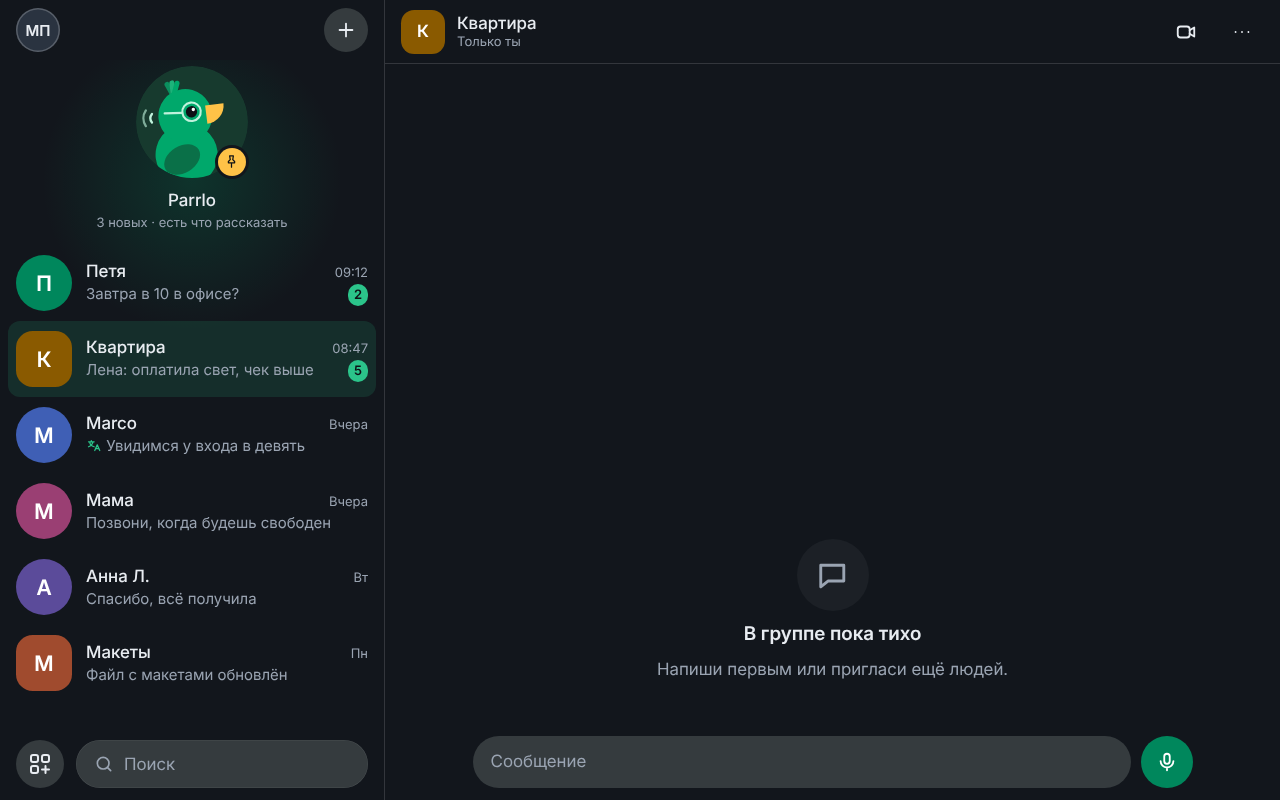 МП
Parrlo
3 новых · есть что рассказать
П
Петя
09:12
Завтра в 10 в офисе?
2
К
Квартира
08:47
Лена: оплатила свет, чек выше
5
M
Marco
Вчера
Увидимся у входа в девять
М
Мама
Вчера
Позвони, когда будешь свободен
А
Анна Л.
Вт
Спасибо, всё получила
М
Макеты
Пн
Файл с макетами обновлён
Поиск
К
Квартира
Только ты
В группе пока тихо
Напиши первым или пригласи ещё людей.
Сообщение